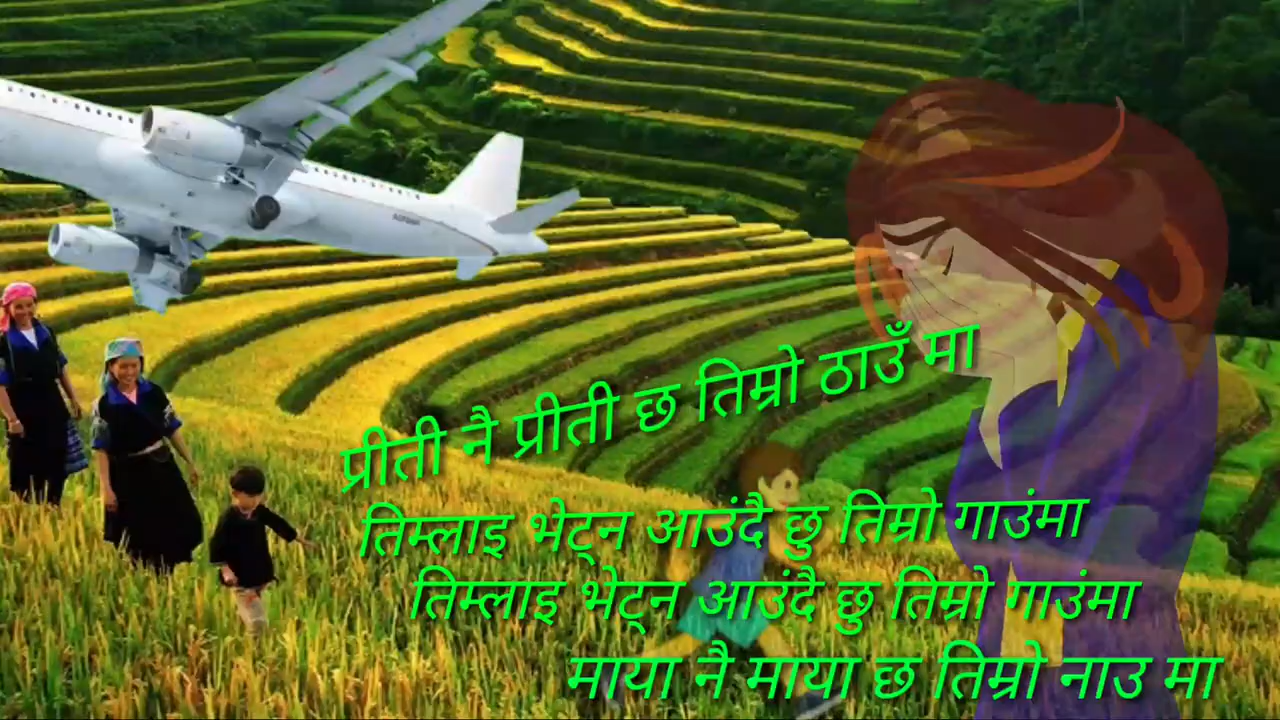 प्रीती नै प्रीती छ तिम्रो ठाउँ मा
तिम्लाइ भेट्न आउंदै छु तिम्रो गाउंमा
तिम्लाइ भेट्न आउंदै छु तिम्रो गाउंमा
माया नै माया छ तिम्रो नाउ मा